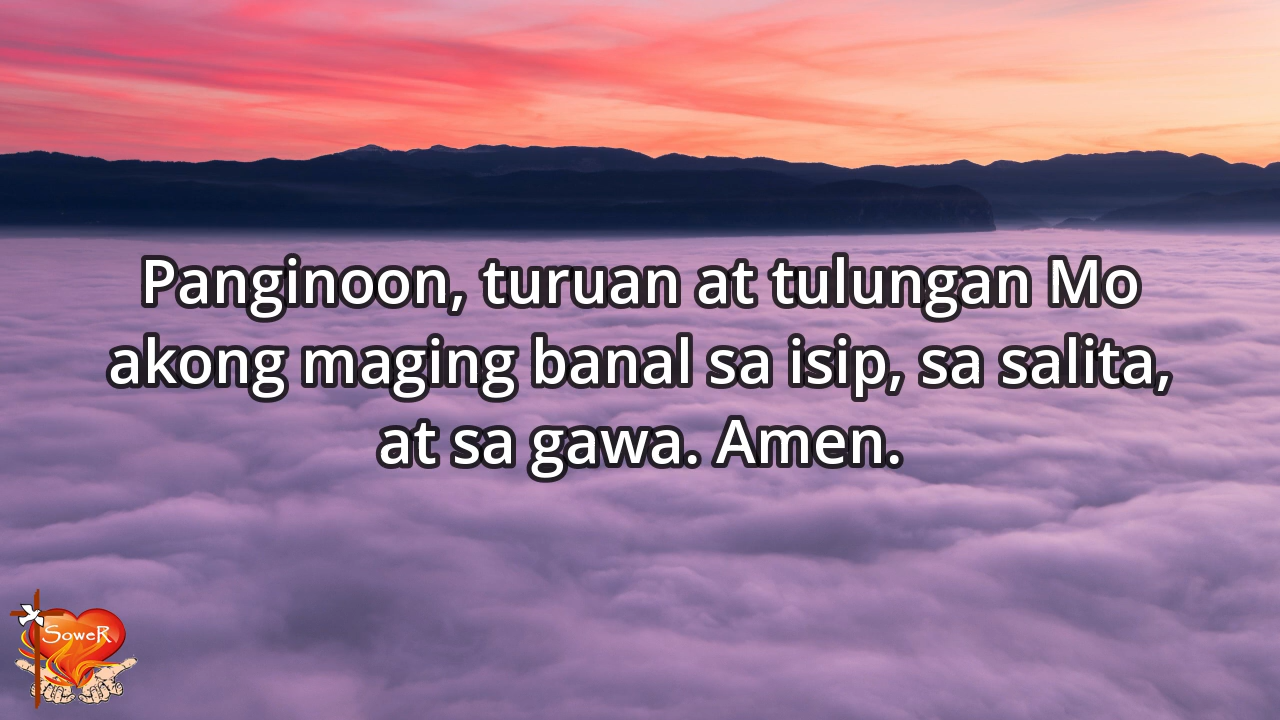 Panginoon, turuan at tulungan Mo
akong maging banal sa isip, sa salita,
at sa gawa. Amen.
SoweR